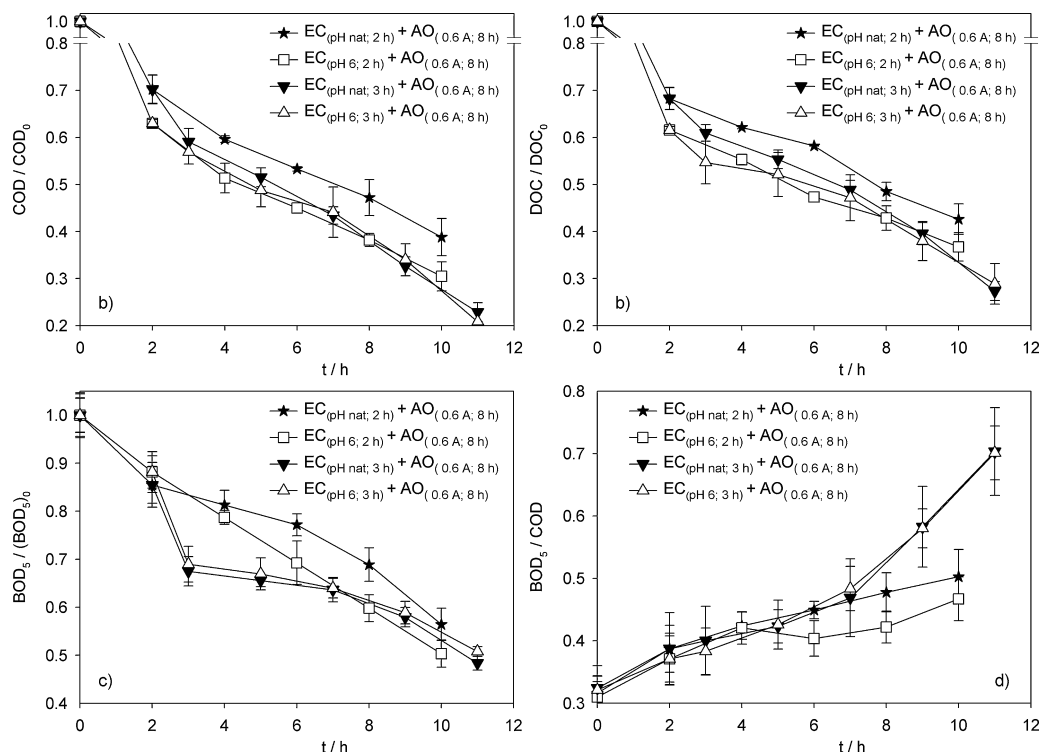 COD / COD0
1.0
0.8
0.7
0.6
0.5
0.4
0.3
0.2
EC(pH nat; 2 h) + AO( 0.6 A; 8 h)
EC(pH 6; 2 h) + AO( 0.6 A; 8 h)
EC(pH nat; 3 h) + AO( 0.6 A; 8 h)
EC(pH 6; 3 h) + AO( 0.6 A; 8 h)
b)
0 2 4 6 8 10 12
t / h
DOC / DOC0
1.0
0.8
0.7
0.6
0.5
0.4
0.3
0.2
EC(pH nat; 2 h) + AO( 0.6 A; 8 h)
EC(pH 6; 2 h) + AO( 0.6 A; 8 h)
EC(pH nat; 3 h) + AO( 0.6 A; 8 h)
EC(pH 6; 3 h) + AO( 0.6 A; 8 h)
b)
0 2 4 6 8 10 12
t / h
BOD5 / (BOD5)0
1.0
0.9
0.8
0.7
0.6
0.5
0.4
EC(pH nat; 2 h) + AO( 0.6 A; 8 h)
EC(pH 6; 2 h) + AO( 0.6 A; 8 h)
EC(pH nat; 3 h) + AO( 0.6 A; 8 h)
EC(pH 6; 3 h) + AO( 0.6 A; 8 h)
c)
0 2 4 6 8 10 12
t / h
BOD5 / COD
0.8
0.7
0.6
0.5
0.4
0.3
EC(pH nat; 2 h) + AO( 0.6 A; 8 h)
EC(pH 6; 2 h) + AO( 0.6 A; 8 h)
EC(pH nat; 3 h) + AO( 0.6 A; 8 h)
EC(pH 6; 3 h) + AO( 0.6 A; 8 h)
d)
0 2 4 6 8 10 12
t / h